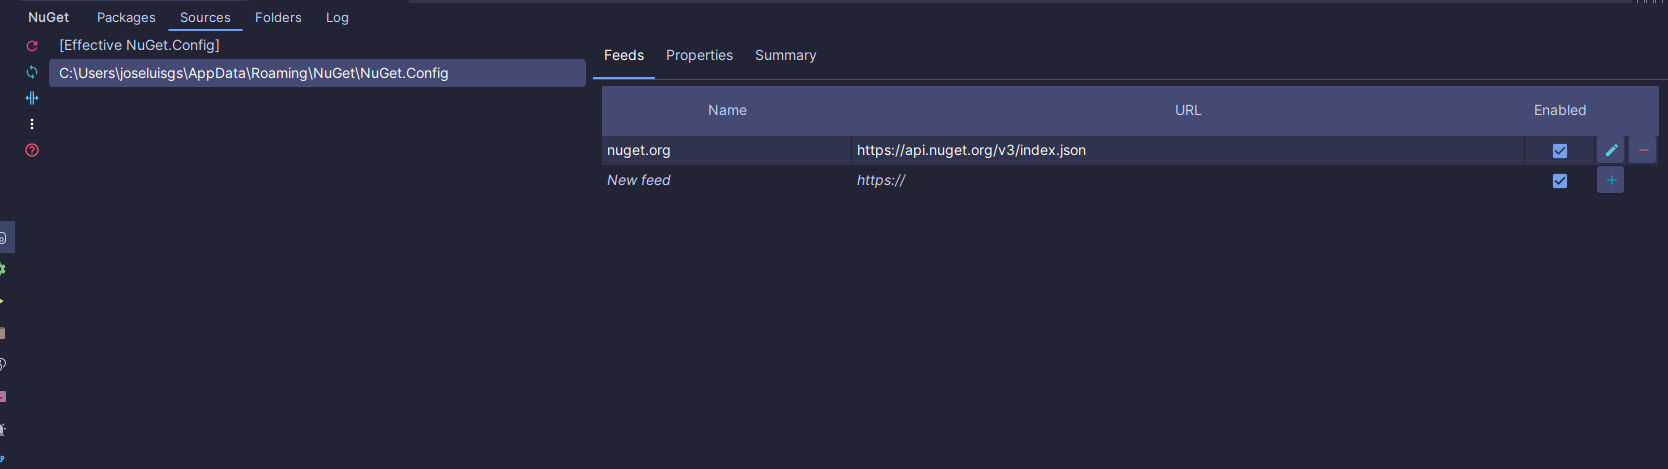 NuGet Packages Sources Folders Log
[Effective NuGet.Config]
C:\Users\joseluisgs\AppData\Roaming\NuGet\NuGet.Config
Feeds Properties Summary
Name URL Enabled
nuget.org https://api.nuget.org/v3/index.json
New feed https://